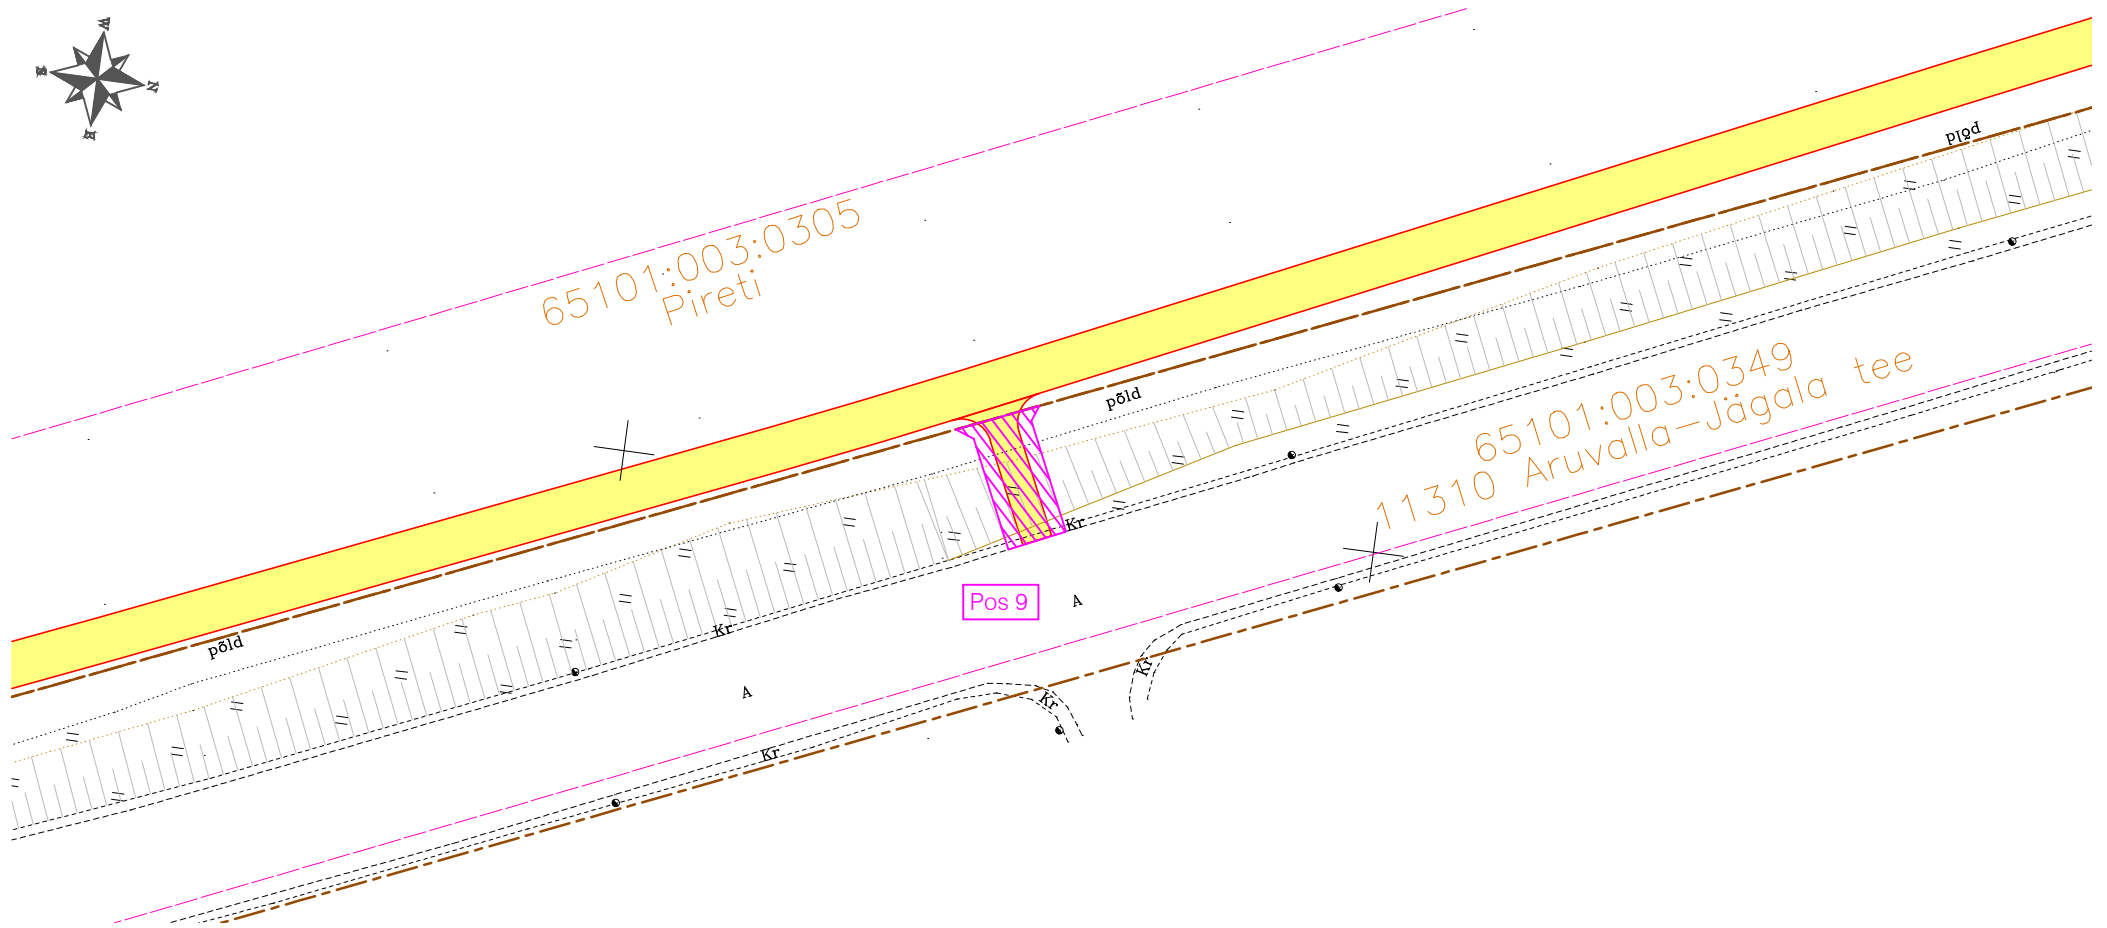 W
S
N
E
65101:003:0305
Pireti
põld
põld
65101:003:0349
11310 Aruvalla-Jägala tee
Kr
Pos 9
A
Kr
põld
A
Kr
Kr
Kr